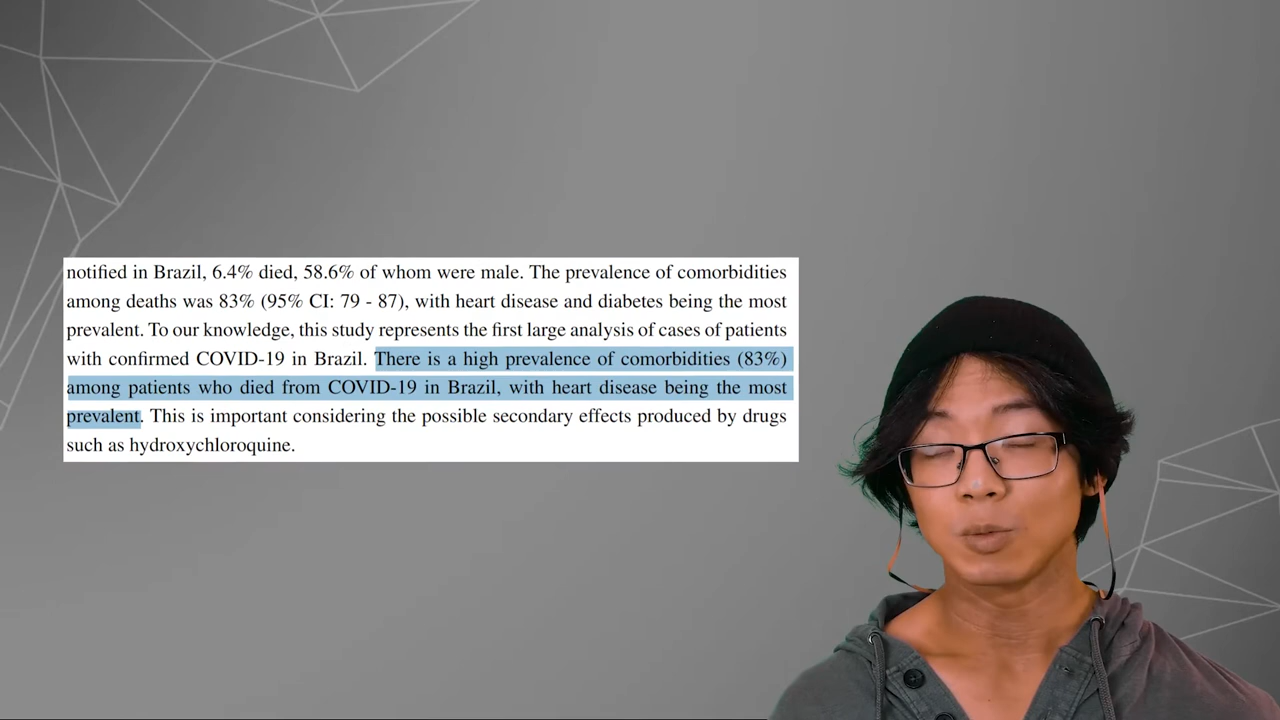 notified in Brazil, 6.4% died, 58.6% of whom were male. The prevalence of comorbidities
among deaths was 83% (95% CI: 79 - 87), with heart disease and diabetes being the most
prevalent. To our knowledge, this study represents the first large analysis of cases of patients
with confirmed COVID-19 in Brazil. There is a high prevalence of comorbidities (83%)
among patients who died from COVID-19 in Brazil, with heart disease being the most
prevalent. This is important considering the possible secondary effects produced by drugs
such as hydroxychloroquine.